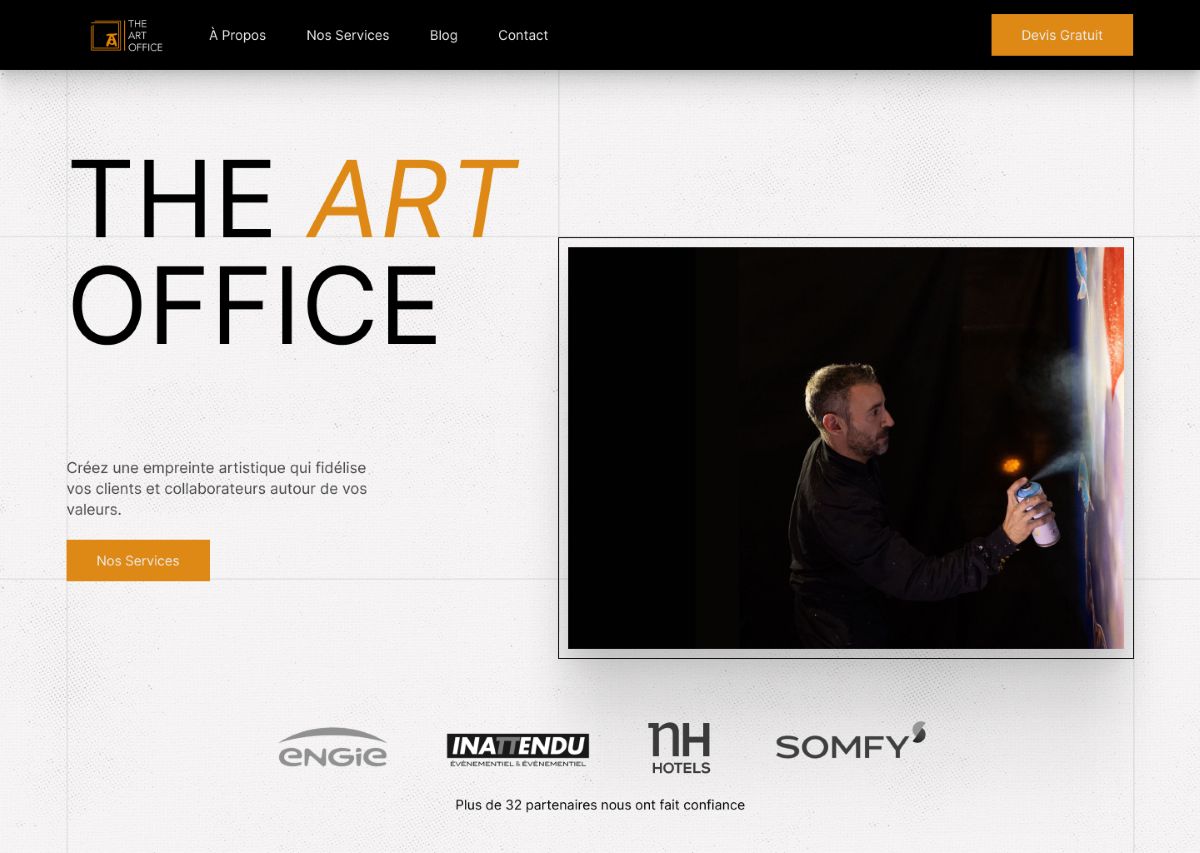 THE
ART
OFFICE
À Propos
Nos Services
Blog
Contact
Devis Gratuit
THE ART
OFFICE
Créez une empreinte artistique qui fidélise
vos clients et collaborateurs autour de vos
valeurs.
Nos Services
ENGIE
INATTENDU
ÉVÉNEMENTIEL & ÉVÉNEMENTIEL
nH
HOTELS
SOMFY
Plus de 32 partenaires nous ont fait confiance